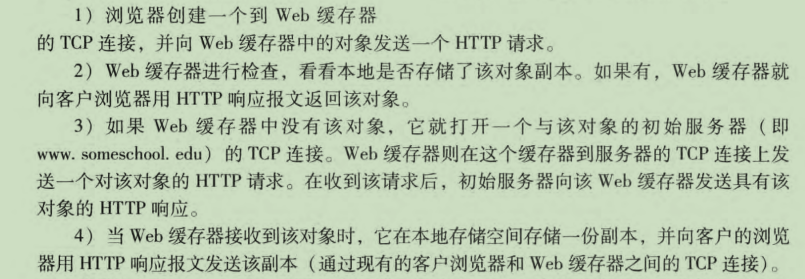 1）浏览器创建一个到 Web 缓存器
的 TCP 连接，并向 Web 缓存器中的对象发送一个 HTTP 请求。
2）Web 缓存器进行检查，看看本地是否存储了该对象副本。如果有，Web 缓存器就
向客户浏览器用 HTTP 响应报文返回该对象。
3）如果 Web 缓存器中没有该对象，它就打开一个与该对象的初始服务器（即
www. someschool. edu）的 TCP 连接。Web 缓存器则在这个缓存器到服务器的 TCP 连接上发
送一个对该对象的 HTTP 请求。在收到该请求后，初始服务器向该 Web 缓存器发送具有该
对象的 HTTP 响应。
4）当 Web 缓存器接收到该对象时，它在本地存储空间存储一份副本，并向客户的浏览
器用 HTTP 响应报文发送该副本（通过现有的客户浏览器和 Web 缓存器之间的 TCP 连接）。